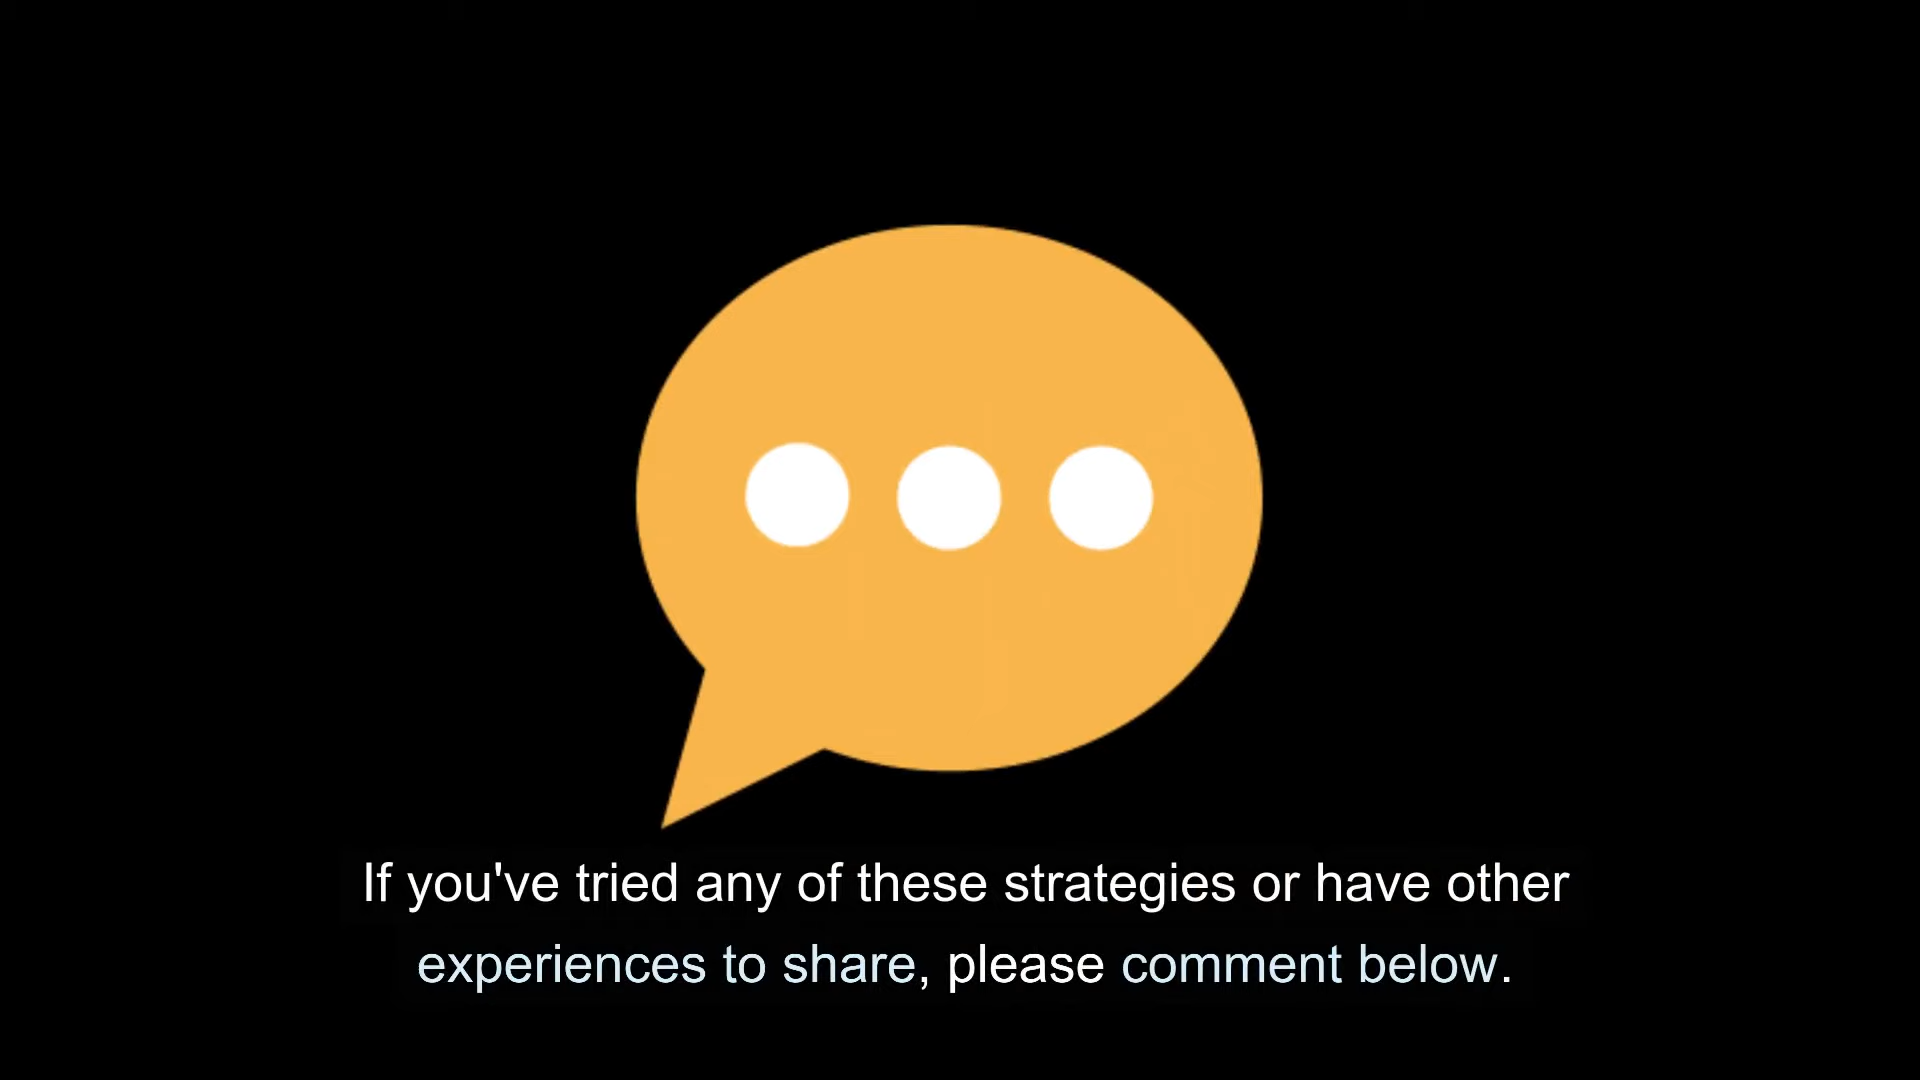 If you've tried any of these strategies or have other
experiences to share, please comment below.